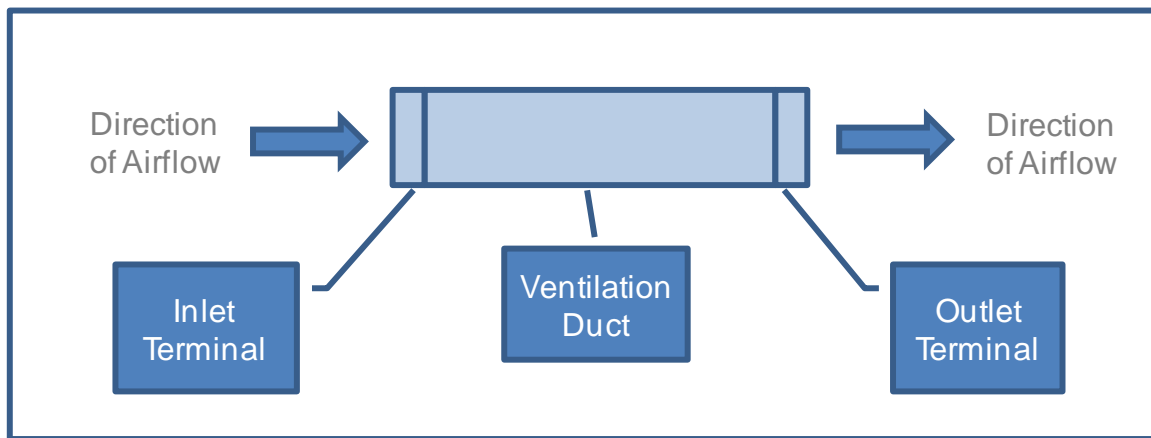 Direction
of Airflow
Direction
of Airflow
Inlet
Terminal
Ventilation
Duct
Outlet
Terminal